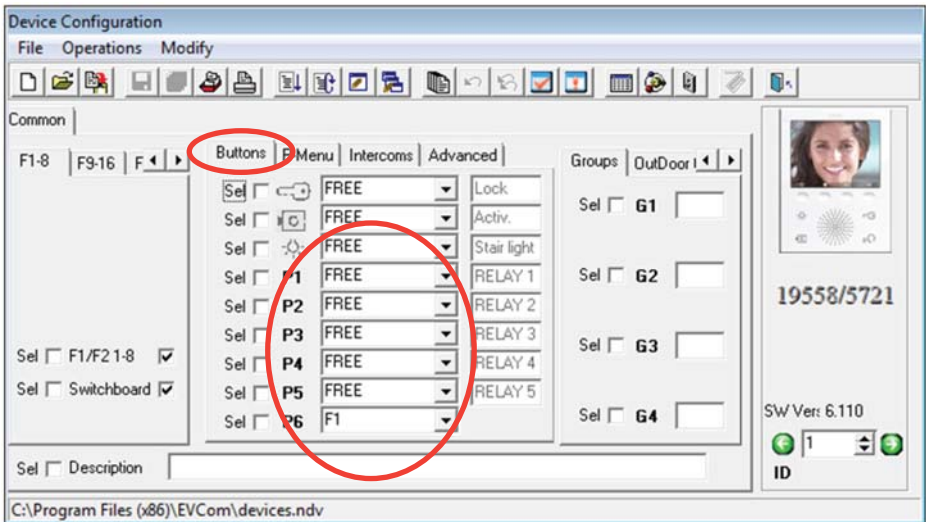 Device Configuration
File Operations Modify
Common
F1-8 F9-16 F
Buttons Menu Intercoms Advanced
Groups OutDoor
Sel FREE Lock
Sel FREE Activ.
Sel FREE Stair light
Sel P1 FREE RELAY 1
Sel P2 FREE RELAY 2
Sel P3 FREE RELAY 3
Sel P4 FREE RELAY 4
Sel P5 FREE RELAY 5
Sel P6 F1
Sel F1/F2 1-8
Sel Switchboard
Sel G1
Sel G2
Sel G3
Sel G4
Sel Description
19558/5721
SW Ver: 6.110
1
ID
C:\Program Files (x86)\EVCom\devices.ndv